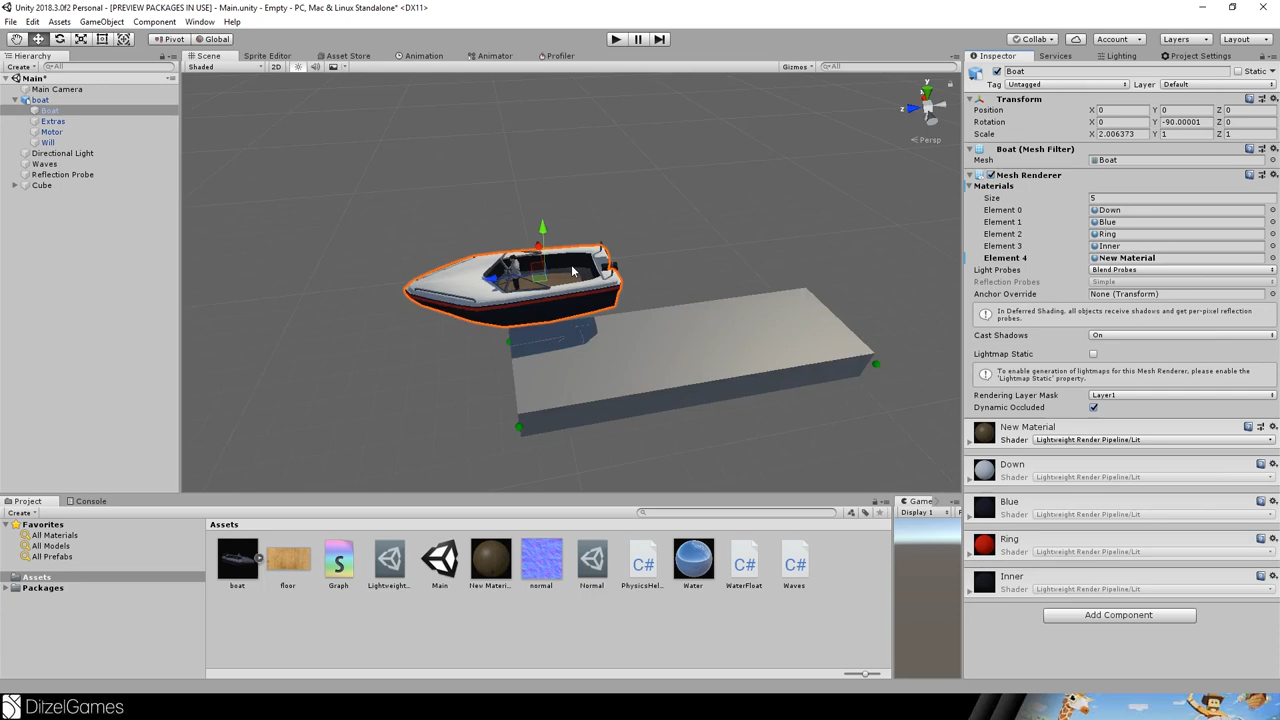 Unity 2018.3.0f2 Personal - [PREVIEW PACKAGES IN USE] - Main.unity - Empty - PC, Mac & Linux Standalone* <DX11>
File Edit Assets GameObject Component Window Help
Pivot Global Collab Account Layers Layout
Hierarchy
Create All
Main*
Main Camera
boat
Boat
Extras
Motor
Will
Directional Light
Waves
Reflection Probe
Cube
Scene Sprite Editor Asset Store Animation Animator Profiler
Shaded 2D Gizmos All
y
z
Persp
Inspector Services Lighting Project Settings
Boat Static
Tag Untagged Layer Default
Transform
Position X 0 Y 0 Z 0
Rotation X 0 Y -90.00001 Z 0
Scale X 2.006373 Y 1 Z 1
Boat (Mesh Filter)
Mesh Boat
Mesh Renderer
Materials
Size 5
Element 0 Down
Element 1 Blue
Element 2 Ring
Element 3 Inner
Element 4 New Material
Light Probes Blend Probes
Reflection Probes Simple
Anchor Override None (Transform)
In Deferred Shading, all objects receive shadows and get per-pixel reflection
probes.
Cast Shadows On
Lightmap Static
To enable generation of lightmaps for this Mesh Renderer, please enable the
'Lightmap Static' property.
Rendering Layer Mask Layer1
Dynamic Occluded
New Material
Shader Lightweight Render Pipeline/Lit
Down
Shader Lightweight Render Pipeline/Lit
Blue
Shader Lightweight Render Pipeline/Lit
Ring
Shader Lightweight Render Pipeline/Lit
Inner
Shader Lightweight Render Pipeline/Lit
Add Component
Project Console
Create
Favorites
All Materials
All Models
All Prefabs
Assets
Packages
Assets
S C# C# C#
boat floor Graph Lightweight... Main New Materi... normal Normal PhysicsHel... Water WaterFloat Waves
Game
Display 1
DitzelGames